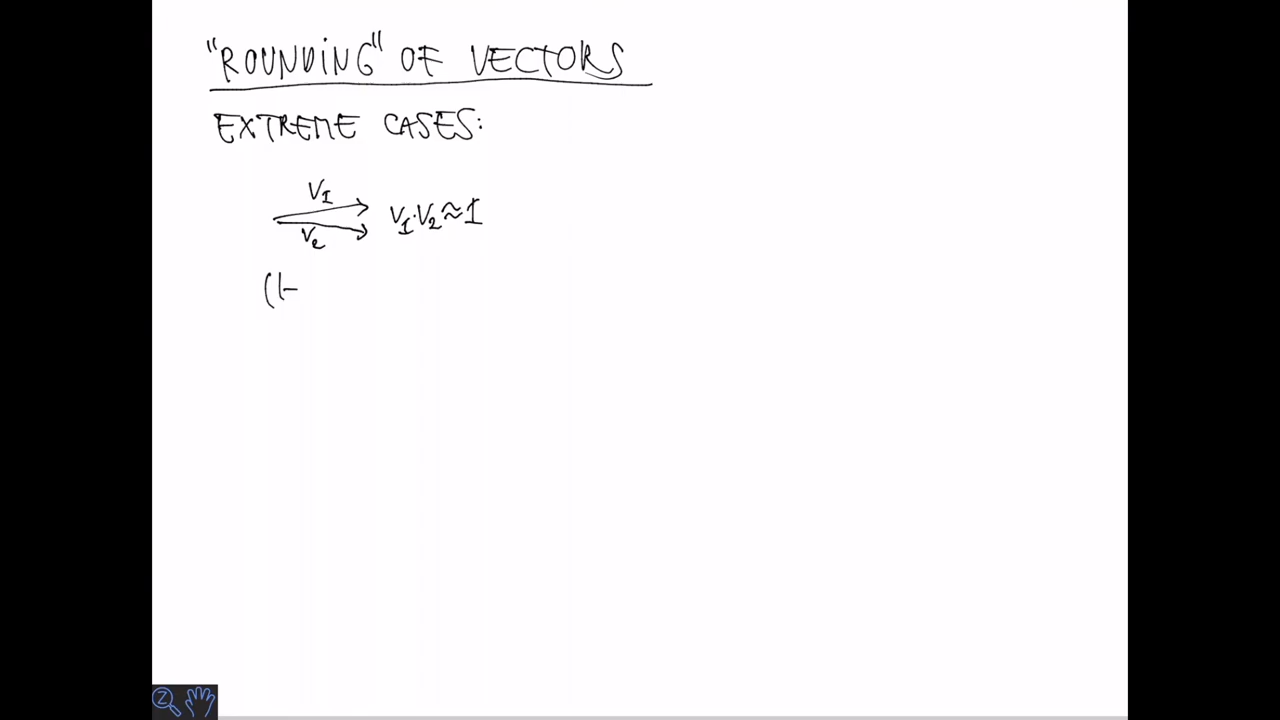 "ROUNDING" OF VECTORS
EXTREME CASES:
V₁
V₁·V₂≈1
V₂
(